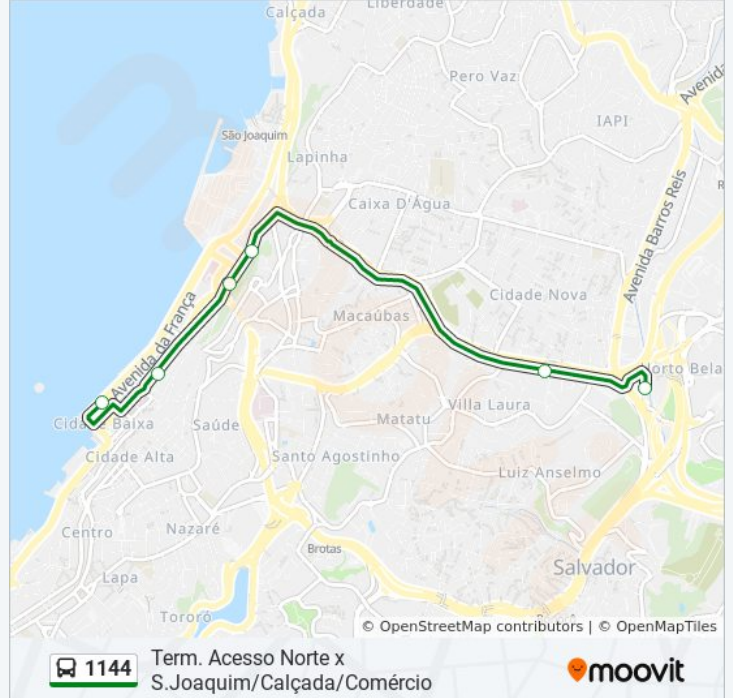 Liberdade
Calçada
Pero Vaz
Avenida
IAPI
São Joaquim
Lapinha
Caixa D'Água
Avenida Barros Reis
Cidade Nova
Avenida da França
Macaúbas
Horto Bela
Villa Laura
Matatu
Cidade Baixa
Saúde
Cidade Alta
Santo Agostinho
Luiz Anselmo
Centro
Nazaré
Brotas
Salvador
Lapa
Tororó
© OpenStreetMap contributors | © OpenMapTiles
1144
Term. Acesso Norte x
S.Joaquim/Calçada/Comércio
moovit